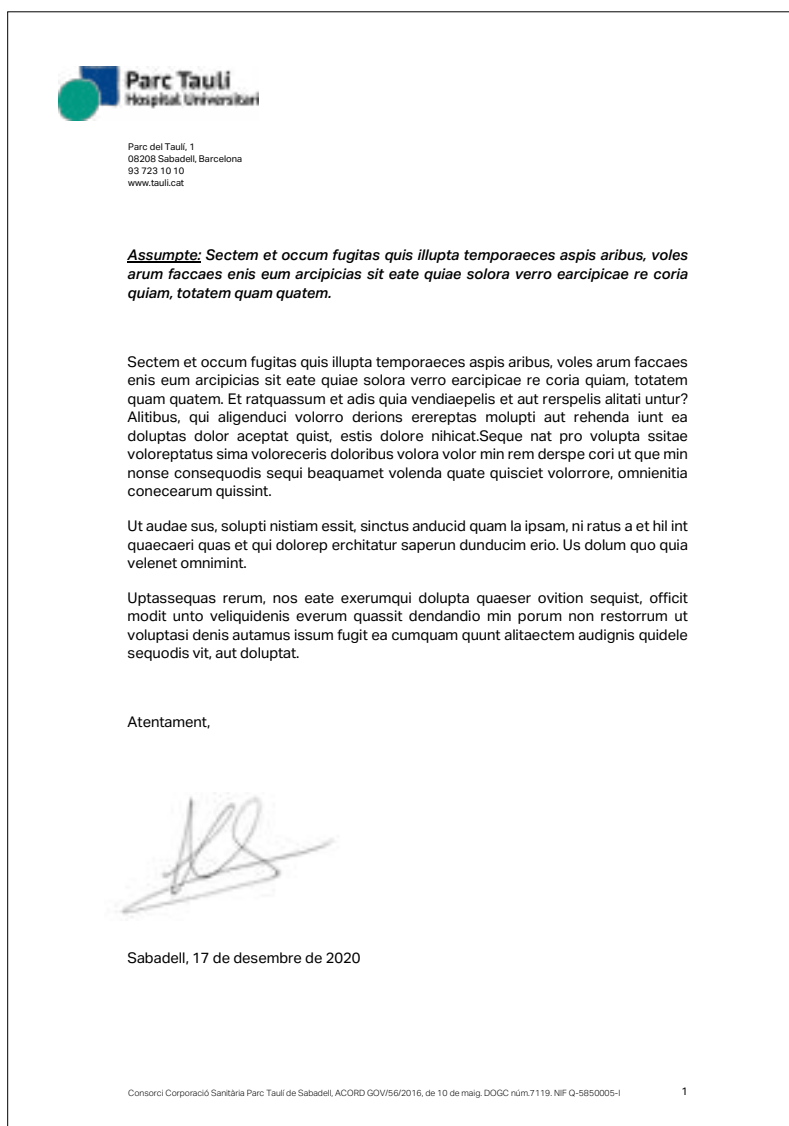 Parc Taulí
Hospital Universitari
Parc del Taulí, 1
08208 Sabadell, Barcelona
93 723 10 10
www.tauli.cat
Assumpte: Sectem et occum fugitas quis illupta temporaeces aspis aribus, voles
arum faccaes enis eum arcipicias sit eate quiae solora verro earcipicae re coria
quiam, totatem quam quatem.
Sectem et occum fugitas quis illupta temporaeces aspis aribus, voles arum faccaes
enis eum arcipicias sit eate quiae solora verro earcipicae re coria quiam, totatem
quam quatem. Et ratquassum et adis quia vendiaepelis et aut rerspelis alitati untur?
Alitibus, qui aligenduci volorro derions erereptas molupti aut rehenda iunt ea
doluptas dolor aceptat quist, estis dolore nihicat.Seque nat pro volupta ssitae
voloreptatus sima voloreceris doloribus volora volor min rem derspe cori ut que min
nonse consequodis sequi beaquamet volenda quate quisciet volorrore, omnienitia
conecearum quissint.
Ut audae sus, solupti nistiam essit, sinctus anducid quam la ipsam, ni ratus a et hil int
quaecaeri quas et qui dolorep erchitatur saperun dunducim erio. Us dolum quo quia
velenet omnimint.
Uptassequas rerum, nos eate exerumqui dolupta quaeser ovition sequist, officit
modit unto veliquidenis everum quassit dendandio min porum non restorrum ut
voluptasi denis autamus issum fugit ea cumquam quunt alitaectem audignis quidele
sequodis vit, aut doluptat.
Atentament,
Sabadell, 17 de desembre de 2020
Consorci Corporació Sanitària Parc Taulí de Sabadell, ACORD GOV/56/2016, de 10 de maig. DOGC núm.7119. NIF Q-5850005-I 1